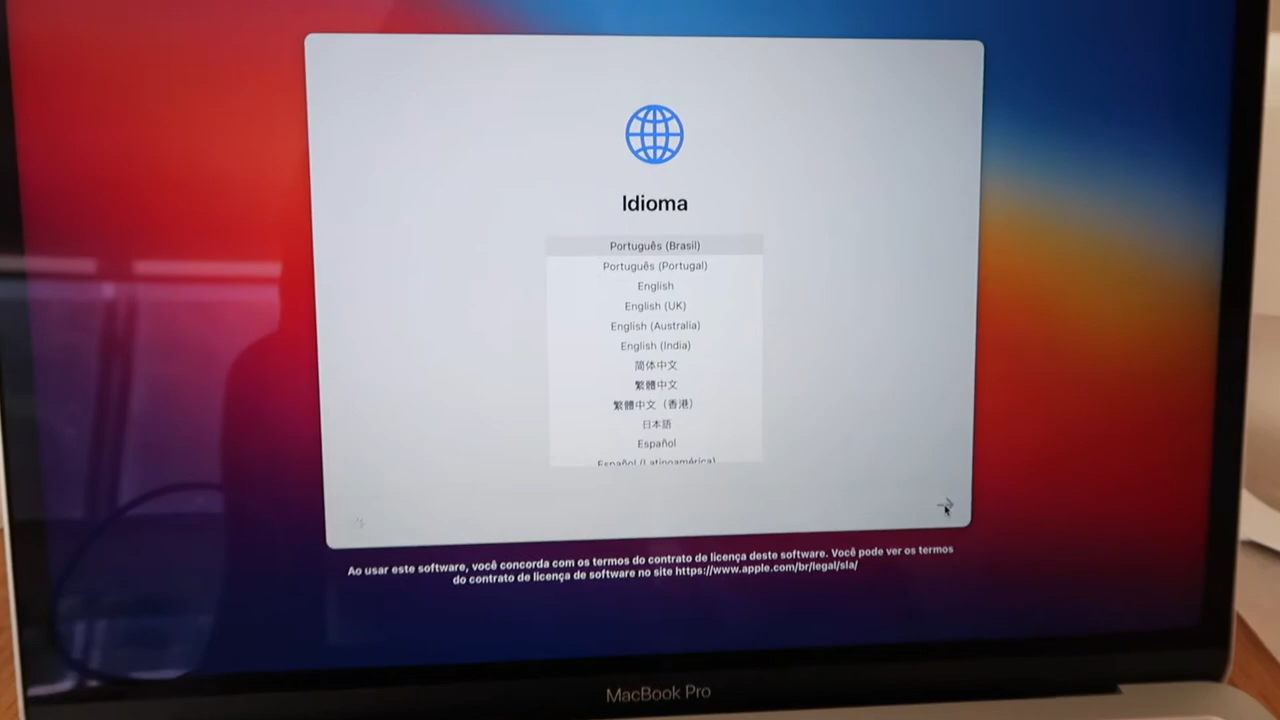 Idioma
Português (Brasil)
Português (Portugal)
English
English (UK)
English (Australia)
English (India)
简体中文
繁體中文
繁體中文（香港）
日本語
Español
Español (Latinoamérica)
Ao usar este software, você concorda com os termos do contrato de licença deste software. Você pode ver os termos
do contrato de licença de software no site https://www.apple.com/br/legal/sla/
MacBook Pro